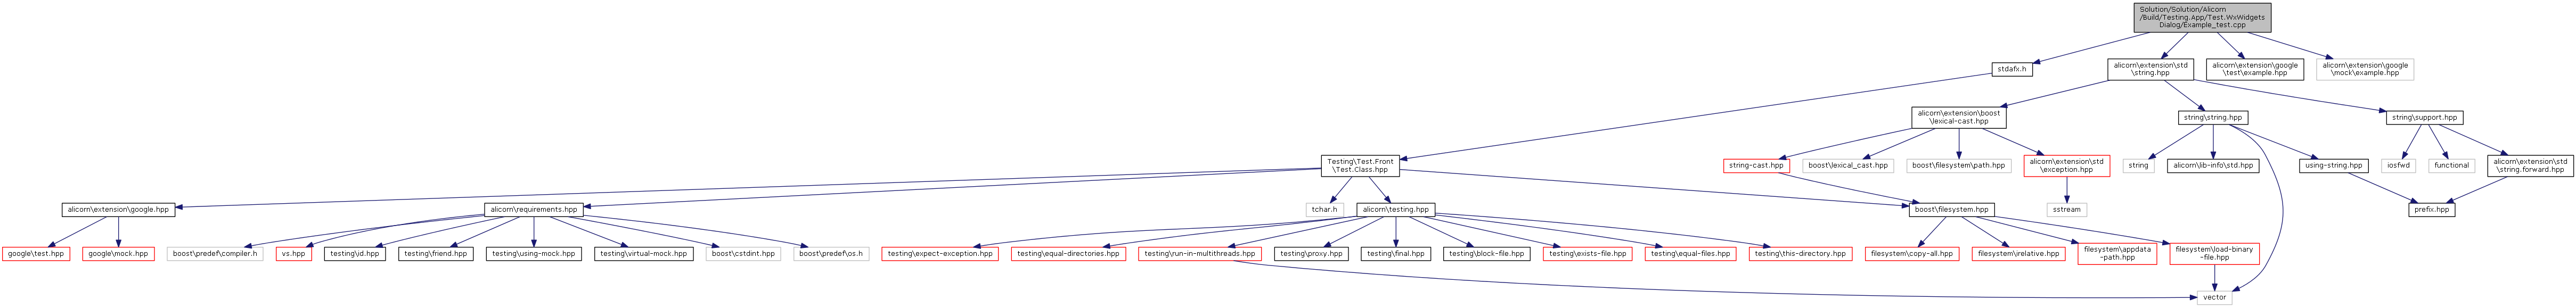 Solution/Solution/Alicorn
/Build/Testing.App/Test.WxWidgets
Dialog/Example_test.cpp
stdafx.h
alicorn\extension\std
\string.hpp
alicorn\extension\google
\test\example.hpp
alicorn\extension\google
\mock\example.hpp
alicorn\extension\boost
\lexical-cast.hpp
string\string.hpp
string\support.hpp
Testing\Test.Front
\Test.Class.hpp
string-cast.hpp
boost\lexical_cast.hpp
boost\filesystem\path.hpp
alicorn\extension\std
\exception.hpp
string
alicorn\lib-info\std.hpp
using-string.hpp
iosfwd
functional
alicorn\extension\std
\string.forward.hpp
alicorn\extension\google.hpp
alicorn\requirements.hpp
tchar.h
alicorn\testing.hpp
boost\filesystem.hpp
sstream
prefix.hpp
google\test.hpp
google\mock.hpp
boost\predef\compiler.h
vs.hpp
testing\id.hpp
testing\friend.hpp
testing\using-mock.hpp
testing\virtual-mock.hpp
boost\cstdint.hpp
boost\predef\os.h
testing\expect-exception.hpp
testing\equal-directories.hpp
testing\run-in-multithreads.hpp
testing\proxy.hpp
testing\final.hpp
testing\block-file.hpp
testing\exists-file.hpp
testing\equal-files.hpp
testing\this-directory.hpp
filesystem\copy-all.hpp
filesystem\irelative.hpp
filesystem\appdata
-path.hpp
filesystem\load-binary
-file.hpp
vector